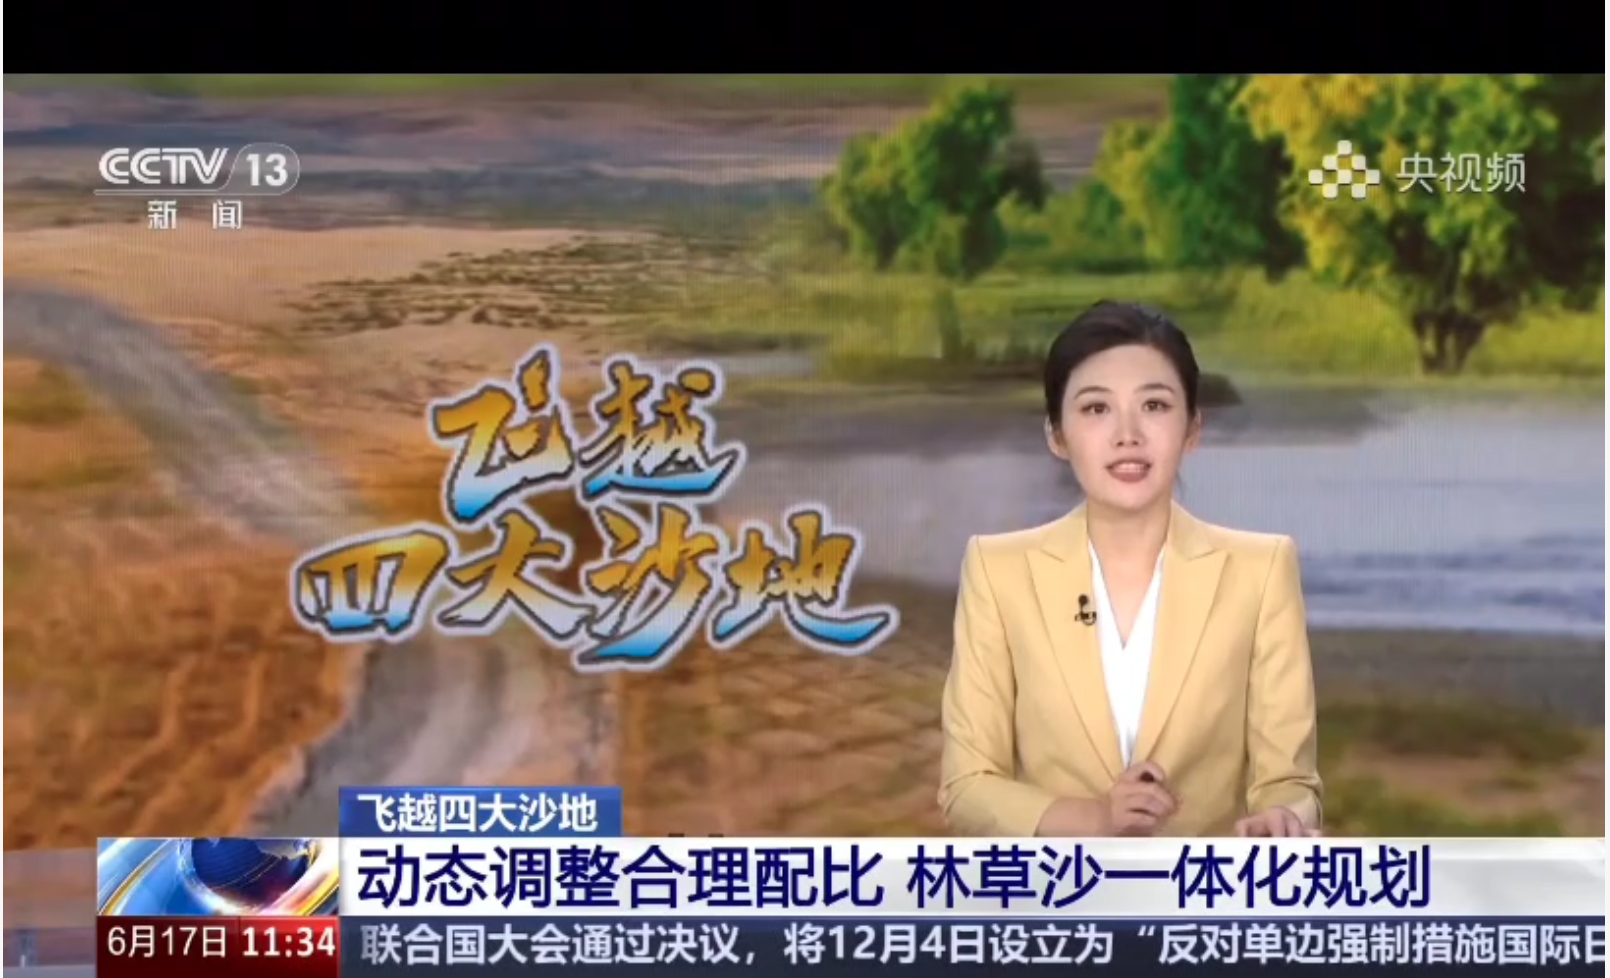 CCTV 13
新闻
央视频
飞越
四大沙地
飞越四大沙地
动态调整合理配比 林草沙一体化规划
6月17日 11:34
联合国大会通过决议，将12月4日设立为“反对单边强制措施国际日